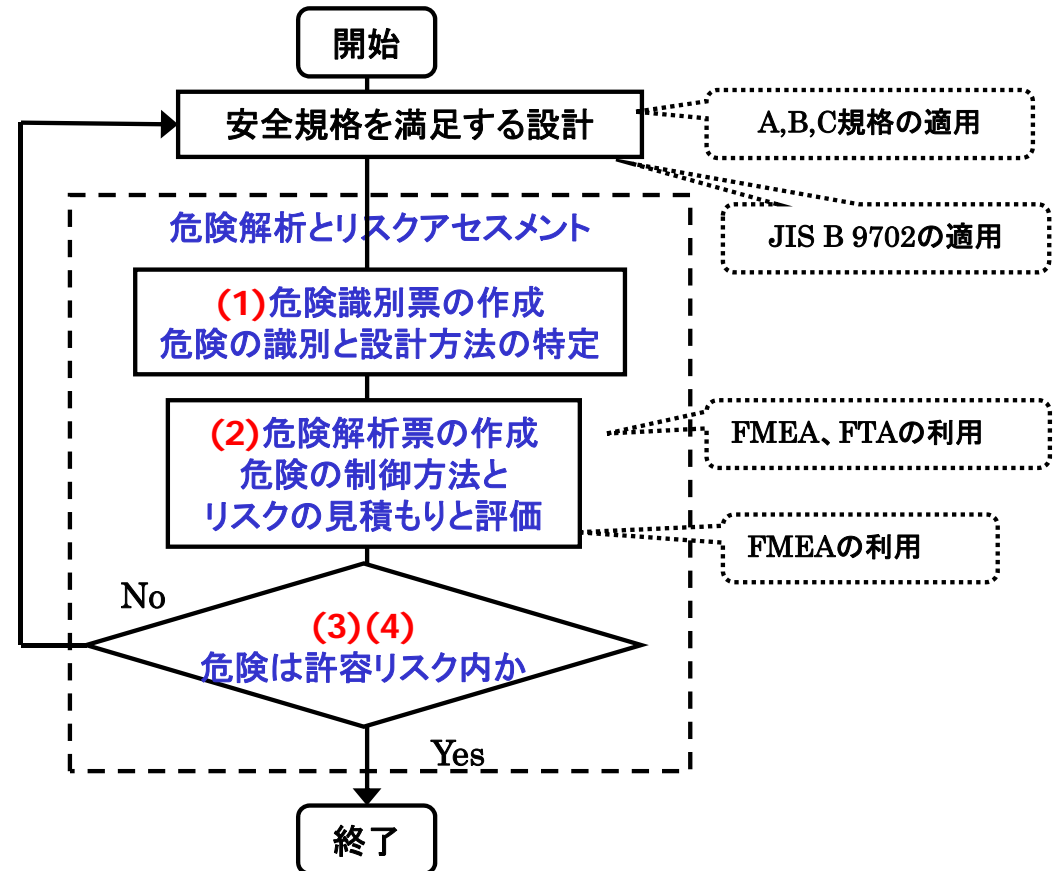 開始
安全規格を満足する設計
A,B,C規格の適用
JIS B 9702の適用
危険解析とリスクアセスメント
(1)危険識別票の作成
危険の識別と設計方法の特定
(2)危険解析票の作成
危険の制御方法と
リスクの見積もりと評価
FMEA、FTAの利用
FMEAの利用
No
(3)(4)
危険は許容リスク内か
Yes
終了